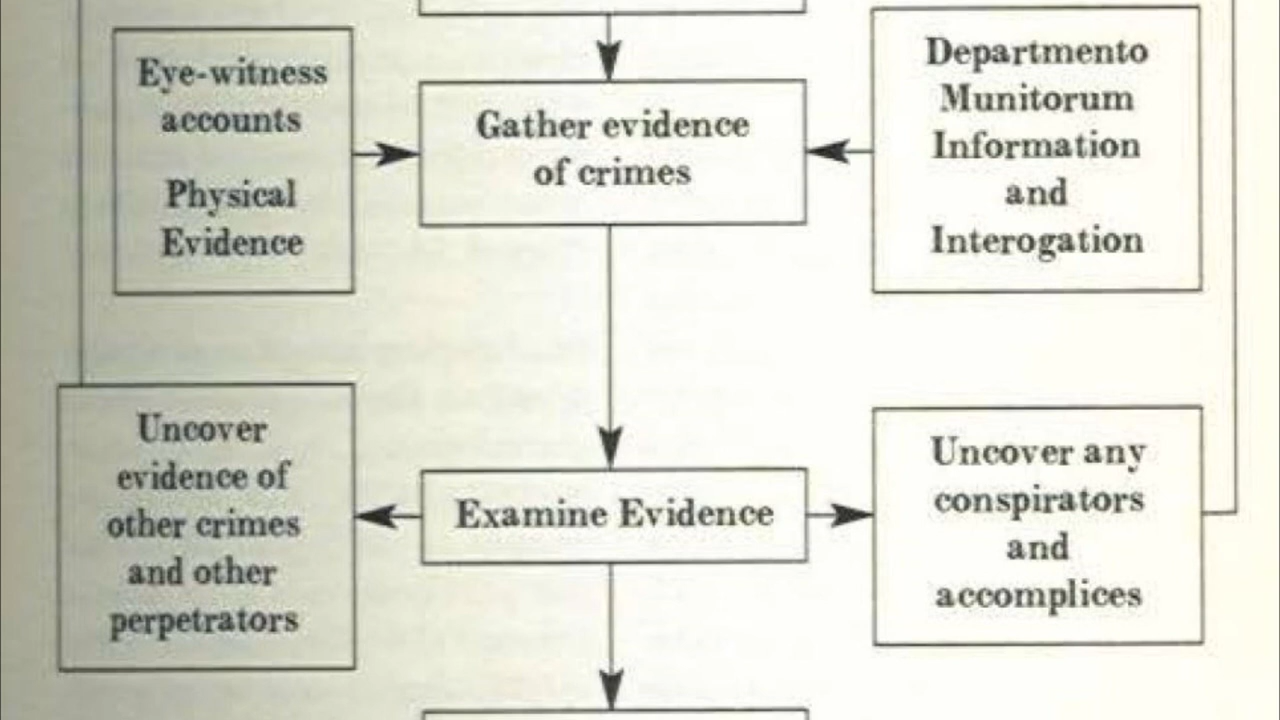 Eye-witness
accounts
Physical
Evidence
Gather evidence
of crimes
Departmento
Munitorum
Information
and
Interogation
Uncover
evidence of
other crimes
and other
perpetrators
Examine Evidence
Uncover any
conspirators
and
accomplices